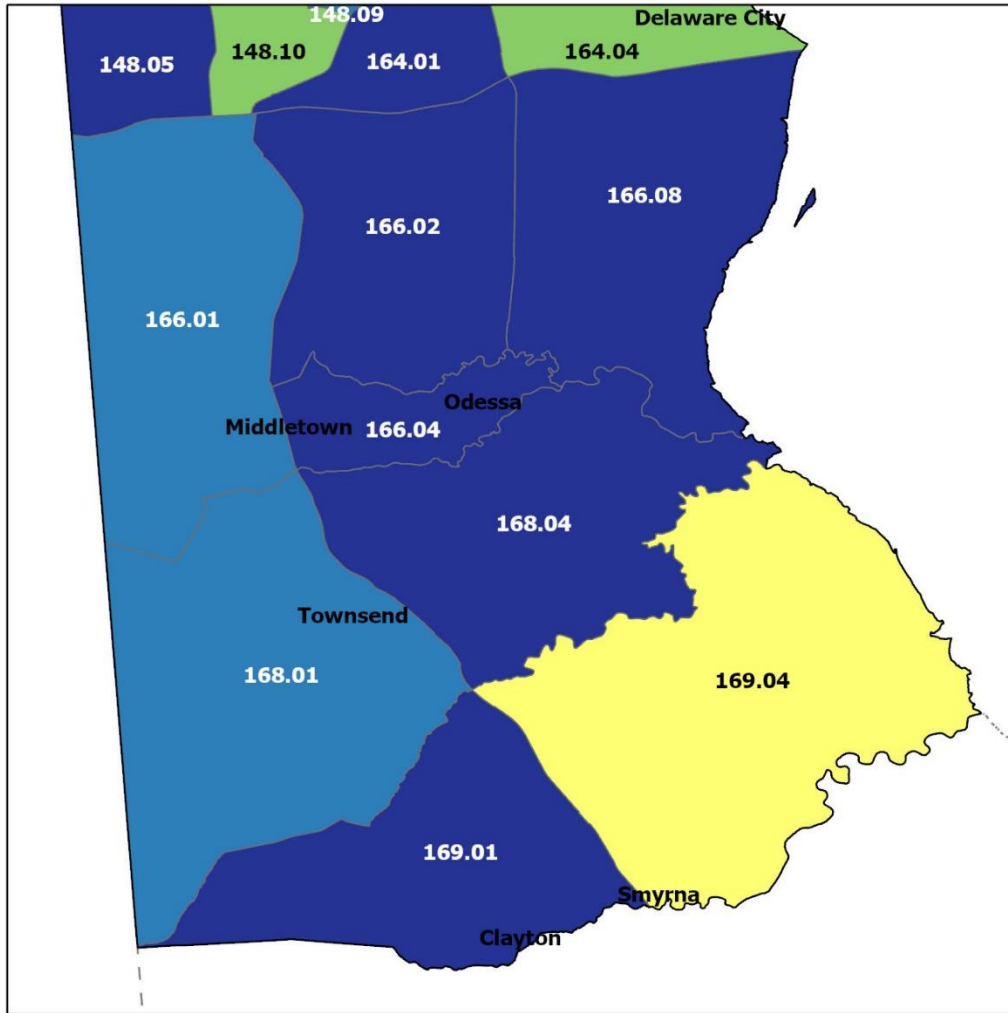 148.09
Delaware City
148.10
164.04
148.05
164.01
166.08
166.02
166.01
Odessa
Middletown
166.04
168.04
Townsend
168.01
169.04
169.01
Smyrna
Clayton